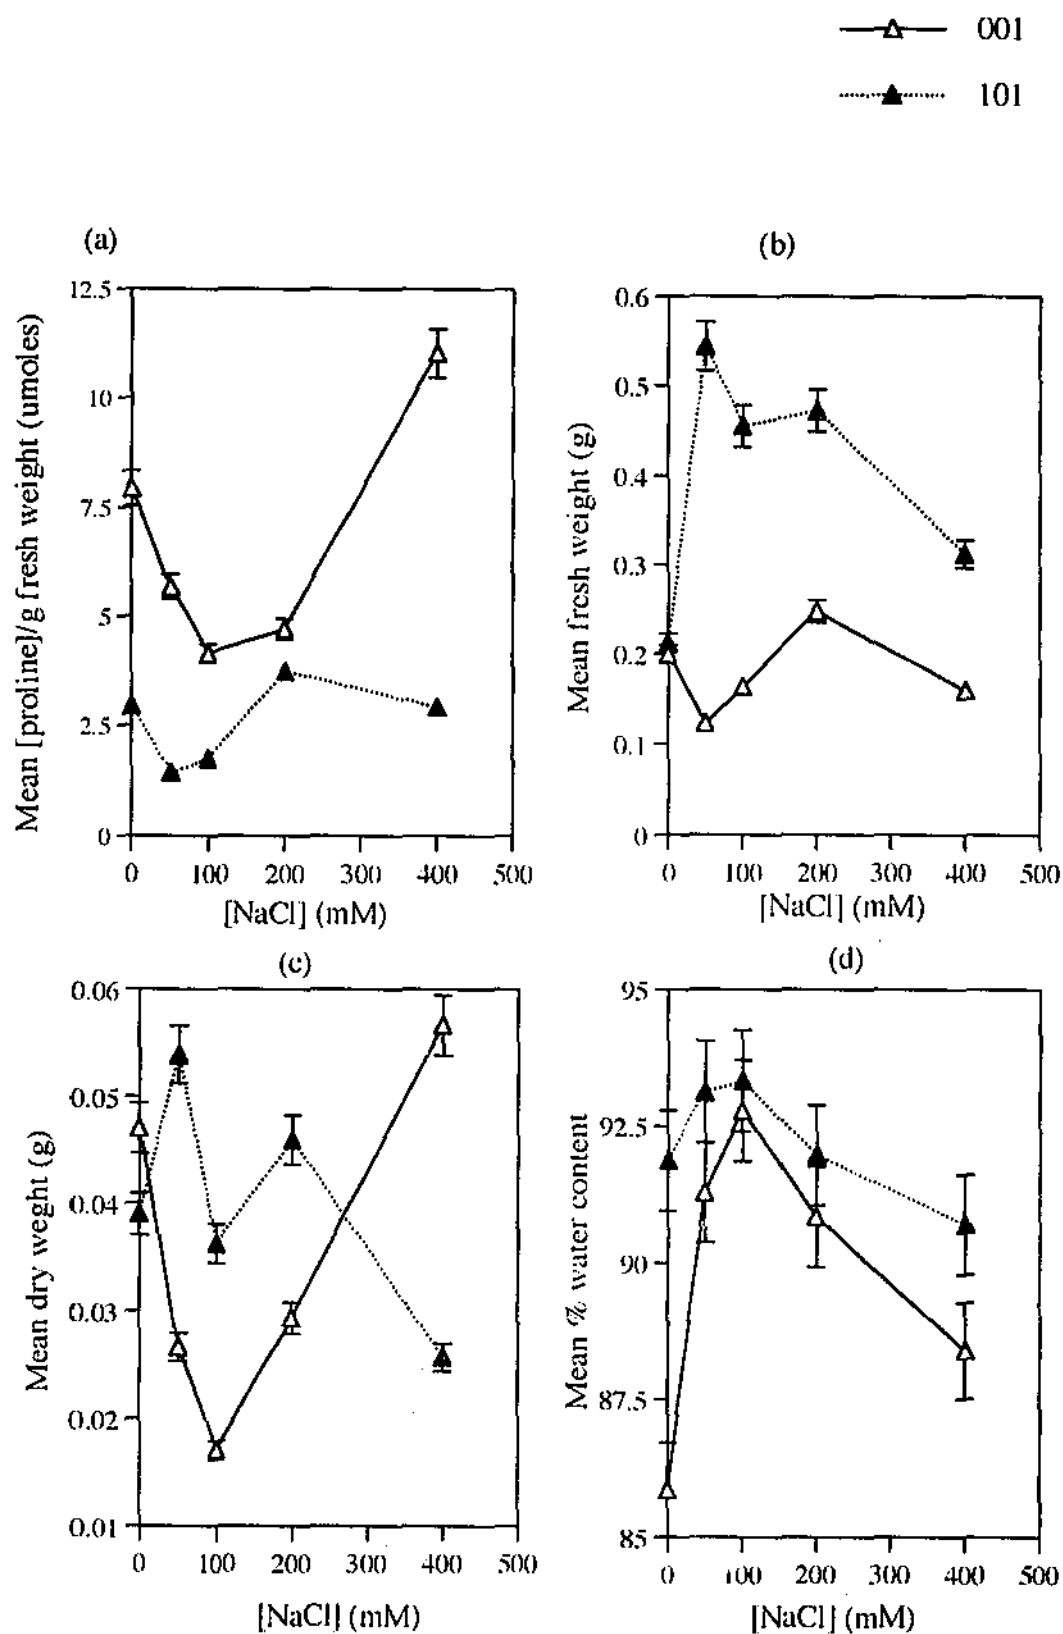 001
101
(a)
Mean [proline]/g fresh weight (umoles)
12.5
10
7.5
5
2.5
0
0 100 200 300 400 500
[NaCl] (mM)
(b)
Mean fresh weight (g)
0.6
0.5
0.4
0.3
0.2
0.1
0
0 100 200 300 400 500
[NaCl] (mM)
(c)
Mean dry weght (g)
0.06
0.05
0.04
0.03
0.02
0.01
0 100 200 300 400 500
[NaCl] (mM)
(d)
Mean % water content
95
92.5
90
87.5
85
0 100 200 300 400 500
[NaCl] (mM)